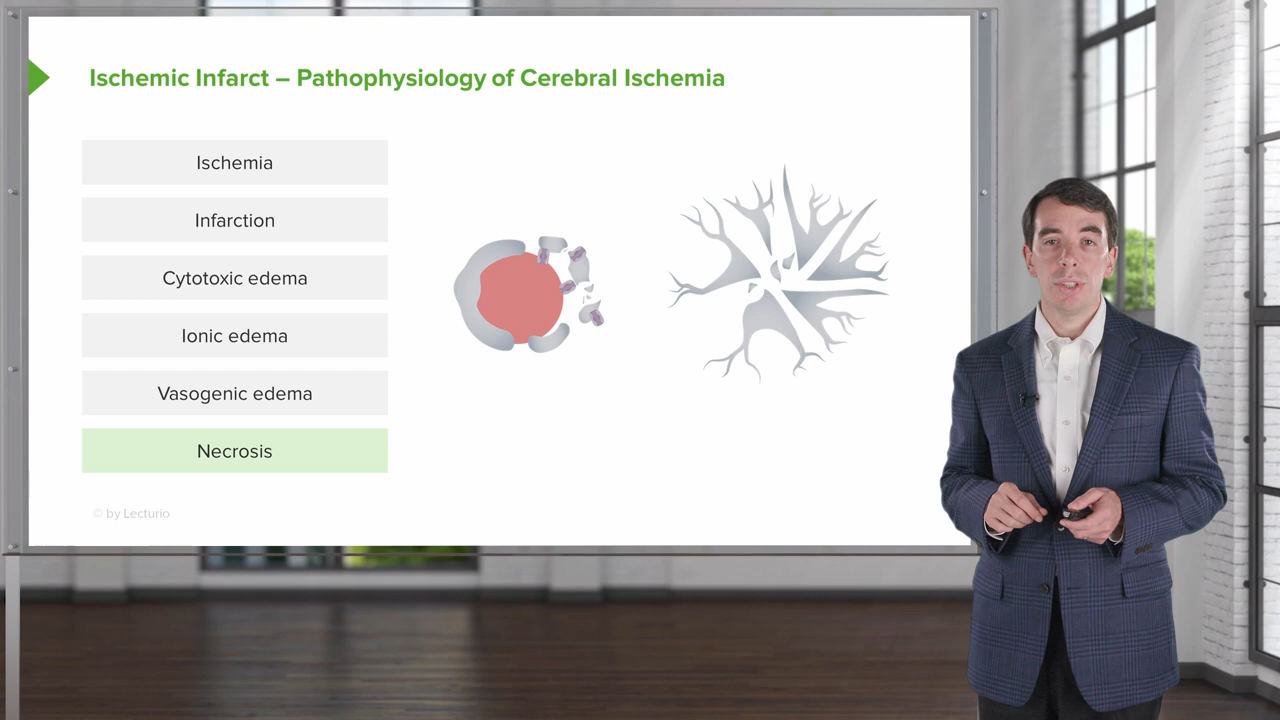 Ischemic Infarct – Pathophysiology of Cerebral Ischemia
Ischemia
Infarction
Cytotoxic edema
Ionic edema
Vasogenic edema
Necrosis
© by Lecturio